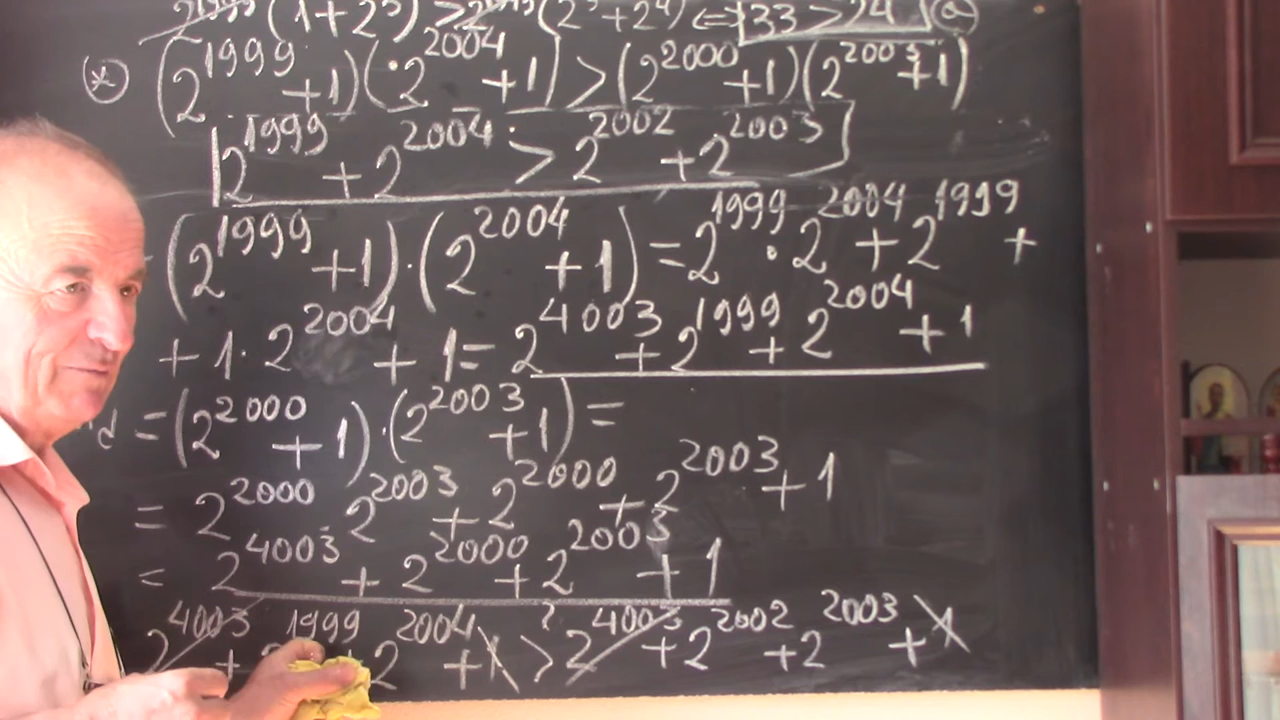 2^1999 (1+2^5) > 2^1999 (2^3+2^4) ⇔ 33 > 24 (a)
(*) (2^1999 +1)(2^2004 +1) > (2^2000 +1)(2^2003 +1)
2^1999 + 2^2004 > 2^2002 + 2^2003
(2^1999 +1)·(2^2004 +1) = 2^1999 · 2^2004 + 2^1999 +
+ 1·2^2004 + 1 = 2^4003 + 2^1999 + 2^2004 + 1
d = (2^2000 + 1)·(2^2003 + 1) =
= 2^2000 2^2003 + 2^2000 + 2^2003 + 1
= 2^4003 + 2^2000 + 2^2003 + 1
2^4003 + 2^1999 + 2^2004 + 1 >? 2^4003 + 2^2002 + 2^2003 + 1